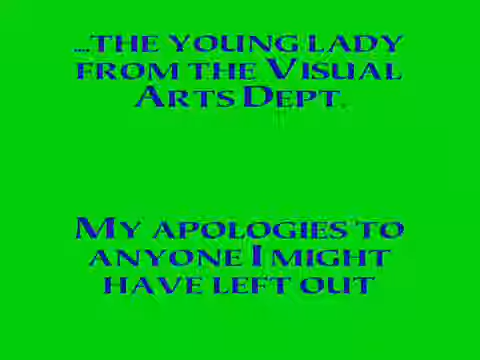 ...THE YOUNG LADY
FROM THE VISUAL
ARTS DEPT.
MY APOLOGIES TO
ANYONE I MIGHT
HAVE LEFT OUT